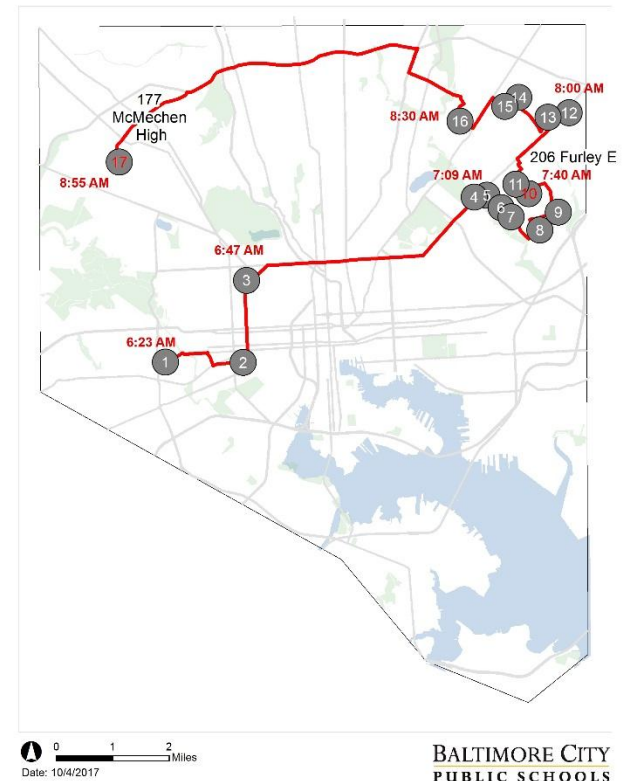 177
McMechen
High
17
8:55 AM
8:30 AM
16
15
14
8:00 AM
13
12
206 Furley E
7:09 AM
7:40 AM
11
10
4
5
6
7
8
9
6:47 AM
3
6:23 AM
1
2
0 1 2
Miles
Date: 10/4/2017
BALTIMORE CITY
PUBLIC SCHOOLS